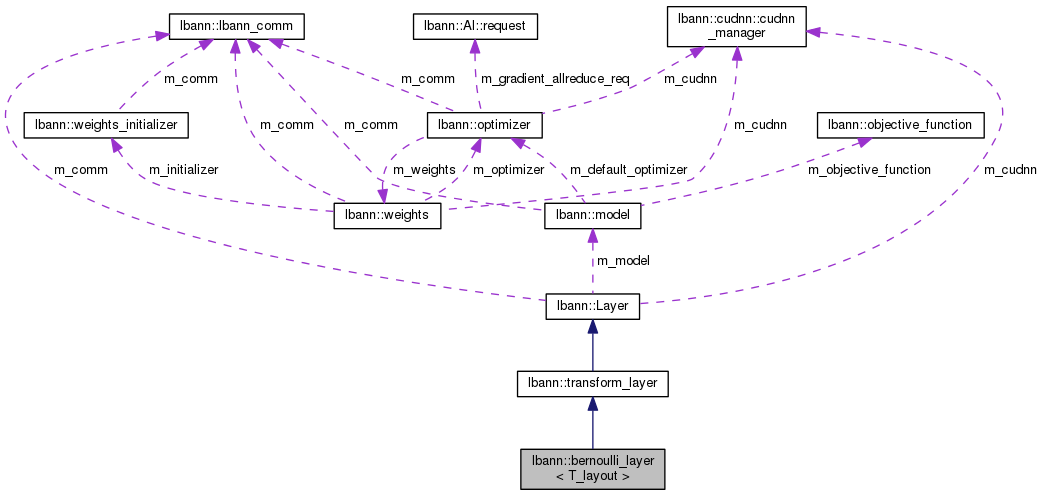 lbann::lbann_comm
lbann::Al::request
lbann::cudnn::cudnn
_manager
m_comm
m_comm
m_gradient_allreduce_req
m_cudnn
lbann::weights_initializer
m_comm
m_comm
lbann::optimizer
m_cudnn
lbann::objective_function
m_comm
m_initializer
m_weights
m_optimizer
m_default_optimizer
m_objective_function
m_cudnn
lbann::weights
lbann::model
m_model
lbann::Layer
lbann::transform_layer
lbann::bernoulli_layer
< T_layout >